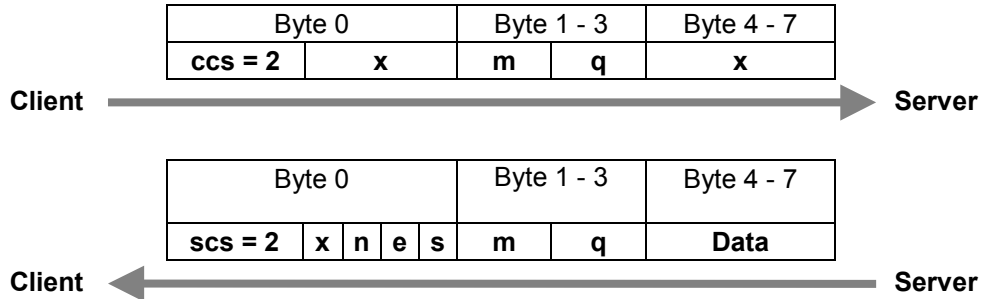 Byte 0 Byte 1 - 3 Byte 4 - 7
ccs = 2 x m q x
Client Server
Byte 0 Byte 1 - 3 Byte 4 - 7
scs = 2 x n e s m q Data
Client Server